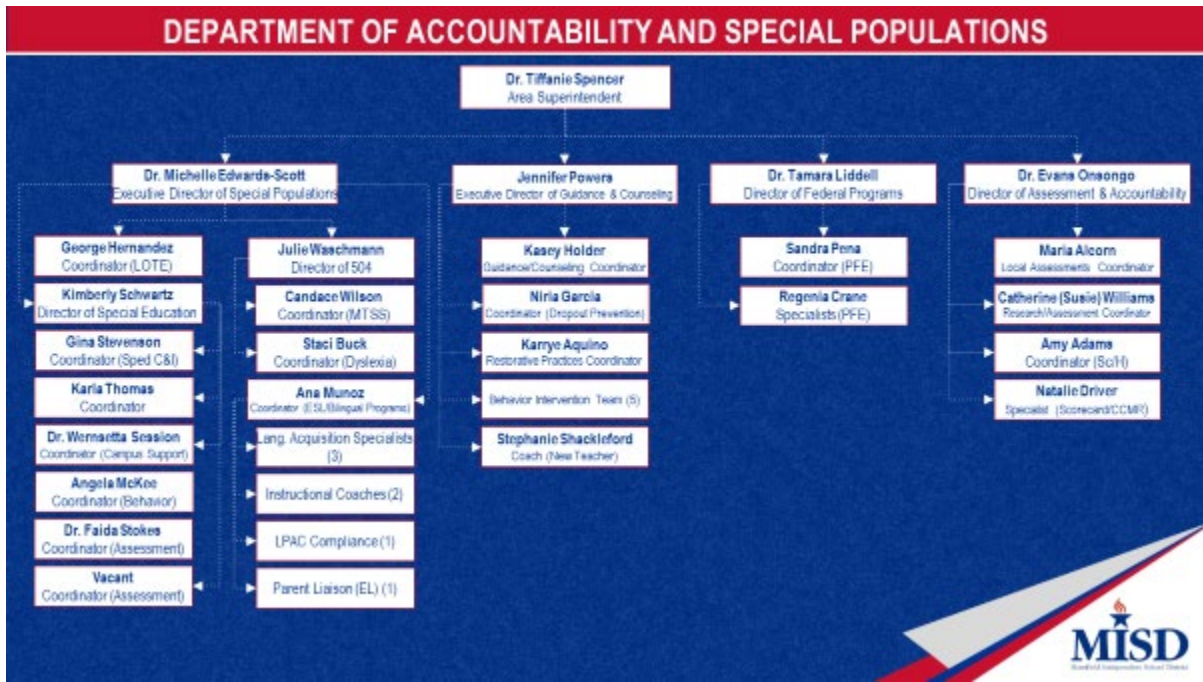 DEPARTMENT OF ACCOUNTABILITY AND SPECIAL POPULATIONS
Dr. Tiffanie Spencer
Area Superintendent
Dr. Michelle Edwards-Scott
Executive Director of Special Populations
George Hernandez
Coordinator (LOTE)
Kimberly Schwartz
Director of Special Education
Gina Stevenson
Coordinator (Sped C&I)
Karla Thomas
Coordinator
Dr. Wernsetta Session
Coordinator (Campus Support)
Angela McKee
Coordinator (Behavior)
Dr. Faida Stokes
Coordinator (Assessment)
Vacant
Coordinator (Assessment)
Julie Waschmann
Director of 504
Candace Wilson
Coordinator (MTSS)
Staci Buck
Coordinator (Dyslexia)
Ana Munoz
Coordinator (ESL/Bilingual Programs)
Lang. Acquisition Specialists
(3)
Instructional Coaches (2)
LPAC Compliance (1)
Parent Liaison (EL) (1)
Jennifer Powers
Executive Director of Guidance & Counseling
Kasey Holder
Guidance/Counseling Coordinator
Niria Garcia
Coordinator (Dropout Prevention)
Karrye Aquino
Restorative Practices Coordinator
Behavior Intervention Team (5)
Stephanie Shackleford
Coach (New Teacher)
Dr. Tamara Liddell
Director of Federal Programs
Sandra Pena
Coordinator (PFE)
Regenia Crane
Specialists (PFE)
Dr. Evans Onsongo
Director of Assessment & Accountability
Maria Alcorn
Local Assessments Coordinator
Catherine (Susie) Williams
Research/Assessment Coordinator
Amy Adams
Coordinator (Sci/H)
Natalie Driver
Specialist (Scorecard/CCMR)
MISD
Mansfield Independent School District